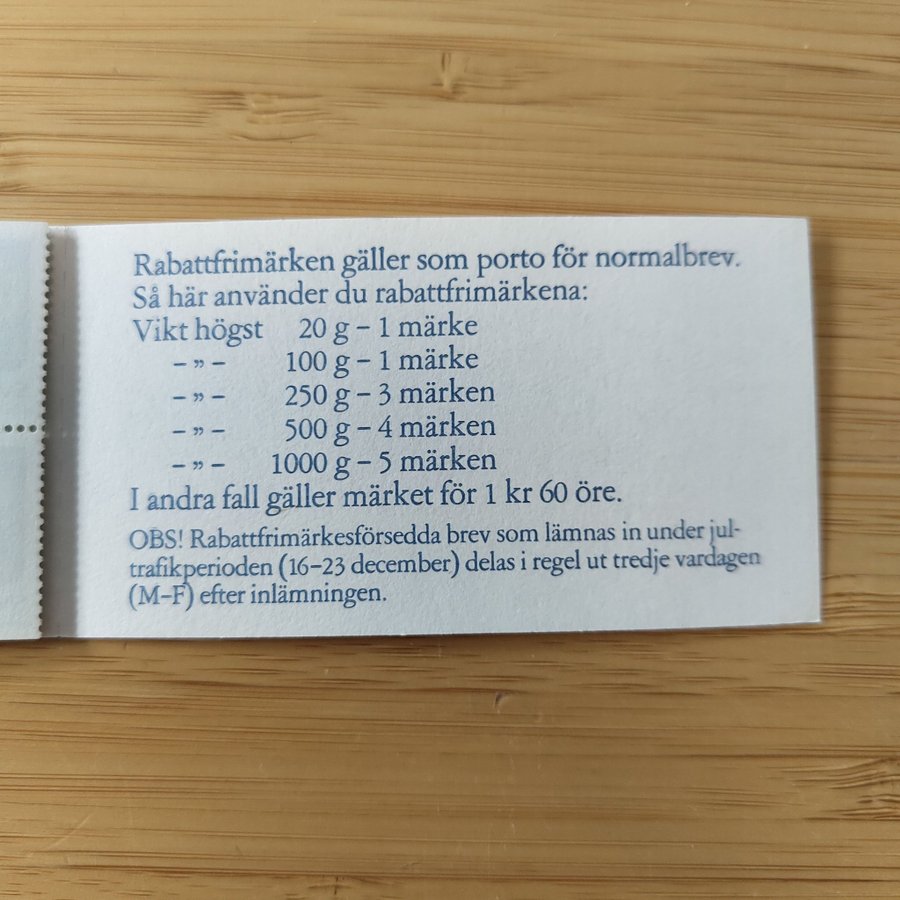 Rabattfrimärken gäller som porto för normalbrev.
Så här använder du rabattfrimärkena:
Vikt högst 20 g – 1 märke
– ” – 100 g – 1 märke
– ” – 250 g – 3 märken
– ” – 500 g – 4 märken
– ” – 1000 g – 5 märken
I andra fall gäller märket för 1 kr 60 öre.
OBS! Rabattfrimärkesförsedda brev som lämnas in under jul-
trafikperioden (16–23 december) delas i regel ut tredje vardagen
(M–F) efter inlämningen.